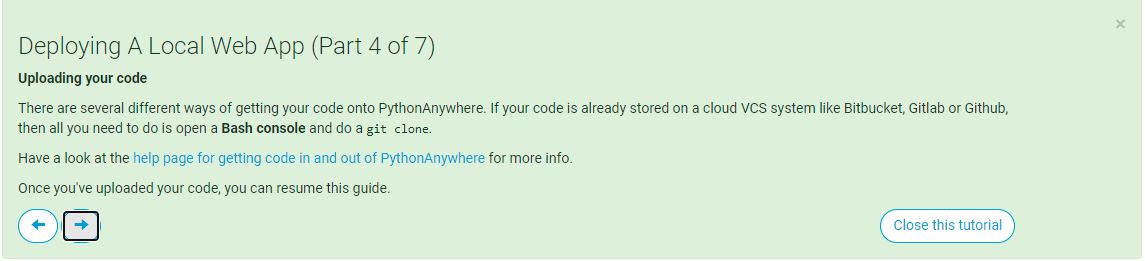 Deploying A Local Web App (Part 4 of 7)
Uploading your code
There are several different ways of getting your code onto PythonAnywhere. If your code is already stored on a cloud VCS system like Bitbucket, Gitlab or Github,
then all you need to do is open a Bash console and do a git clone.
Have a look at the help page for getting code in and out of PythonAnywhere for more info.
Once you've uploaded your code, you can resume this guide.
Close this tutorial